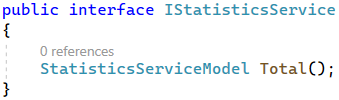 public interface IStatisticsService
{
0 references
StatisticsServiceModel Total();
}